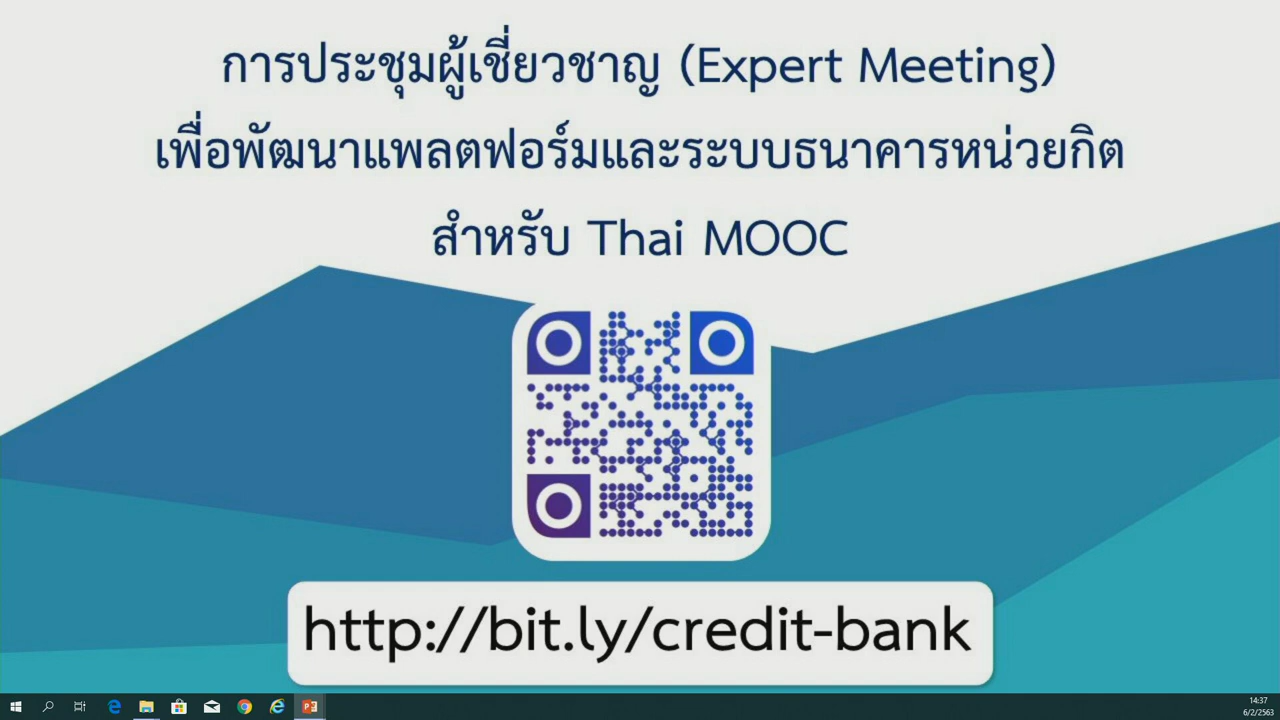 การประชุมผู้เชี่ยวชาญ (Expert Meeting)
เพื่อพัฒนาแพลตฟอร์มและระบบธนาคารหน่วยกิต
สำหรับ Thai MOOC
http://bit.ly/credit-bank
14:37
6/2/2563